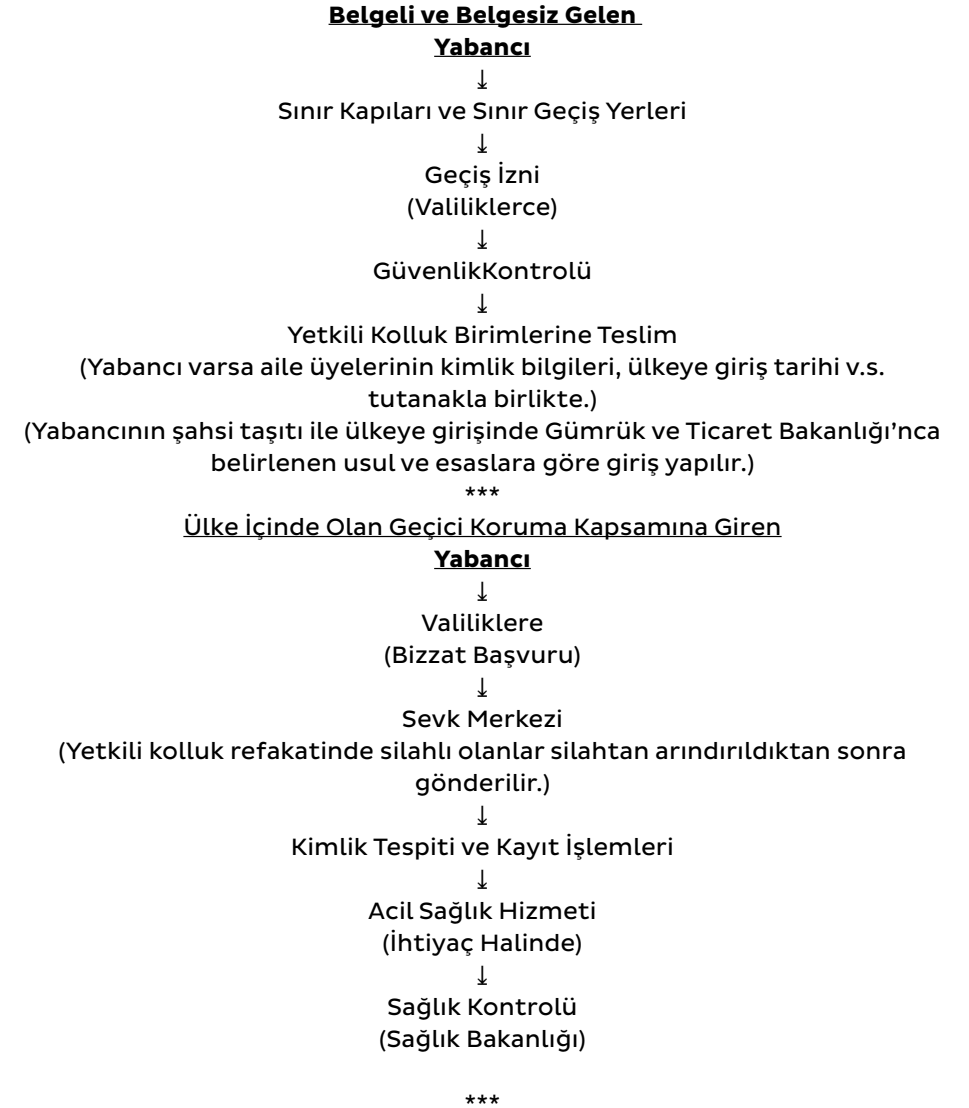 Belgeli ve Belgesiz Gelen
Yabancı
↓
Sınır Kapıları ve Sınır Geçiş Yerleri
↓
Geçiş İzni
(Valiliklerce)
↓
GüvenlikKontrolü
↓
Yetkili Kolluk Birimlerine Teslim
(Yabancı varsa aile üyelerinin kimlik bilgileri, ülkeye giriş tarihi v.s.
tutanakla birlikte.)
(Yabancının şahsi taşıtı ile ülkeye girişinde Gümrük ve Ticaret Bakanlığı’nca
belirlenen usul ve esaslara göre giriş yapılır.)
***
Ülke İçinde Olan Geçici Koruma Kapsamına Giren
Yabancı
↓
Valiliklere
(Bizzat Başvuru)
↓
Sevk Merkezi
(Yetkili kolluk refakatinde silahlı olanlar silahtan arındırıldıktan sonra
gönderilir.)
↓
Kimlik Tespiti ve Kayıt İşlemleri
↓
Acil Sağlık Hizmeti
(İhtiyaç Halinde)
↓
Sağlık Kontrolü
(Sağlık Bakanlığı)
***